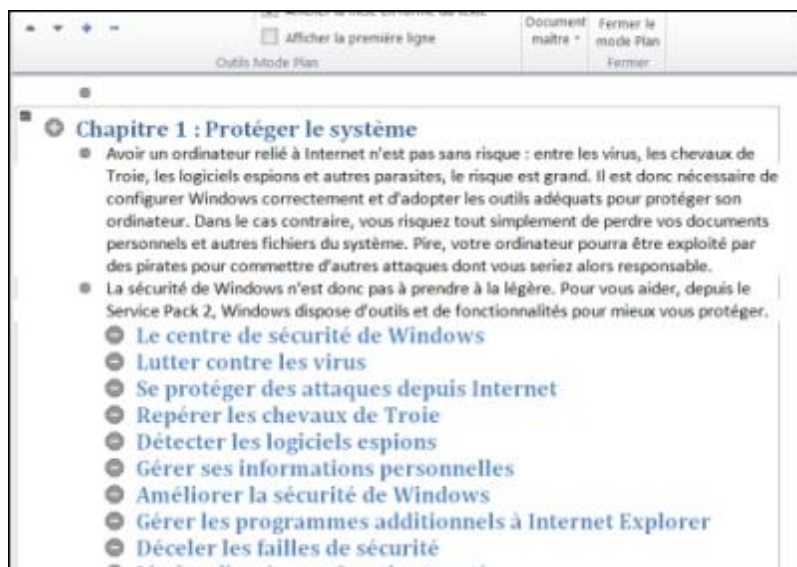 Document
Fermer le
Afficher la première ligne
maître
mode Plan
Outils Mode Plan
Fermer
Chapitre 1 : Protéger le système
Avoir un ordinateur relié à Internet n'est pas sans risque : entre les virus, les chevaux de
Troie, les logiciels espions et autres parasites, le risque est grand. Il est donc nécessaire de
configurer Windows correctement et d'adopter les outils adéquats pour protéger son
ordinateur. Dans le cas contraire, vous risquez tout simplement de perdre vos documents
personnels et autres fichiers du système. Pire, votre ordinateur pourra être exploité par
des pirates pour commettre d'autres attaques dont vous seriez alors responsable.
La sécurité de Windows n'est donc pas à prendre à la légère. Pour vous aider, depuis le
Service Pack 2, Windows dispose d'outils et de fonctionnalités pour mieux vous protéger.
Le centre de sécurité de Windows
Lutter contre les virus
Se protéger des attaques depuis Internet
Repérer les chevaux de Troie
Détecter les logiciels espions
Gérer ses informations personnelles
Améliorer la sécurité de Windows
Gérer les programmes additionnels à Internet Explorer
Déceler les failles de sécurité